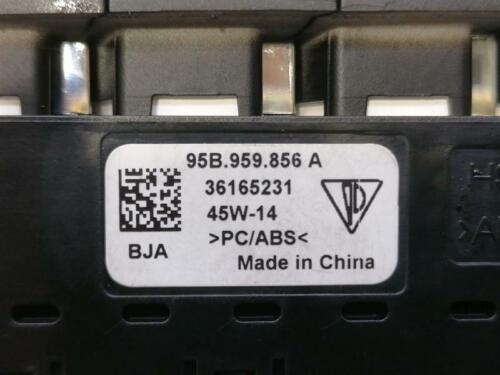 95B.959.856 A
36165231
45W-14
BJA
>PC/ABS<
Made in China